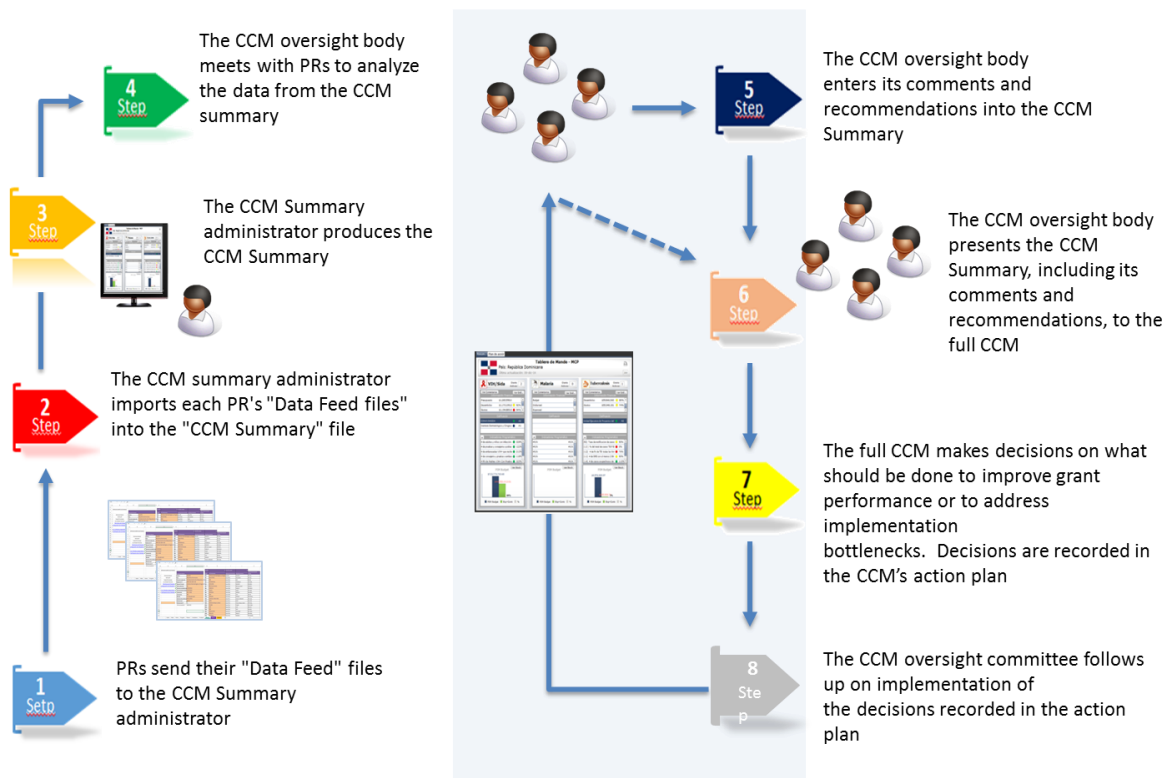 The CCM oversight body
meets with PRs to analyze
the data from the CCM
summary
4
Step
3
Step
The CCM Summary
administrator produces the
CCM Summary
2
Step
The CCM summary administrator
imports each PR's "Data Feed files"
into the "CCM Summary" file
1
Setp
PRs send their "Data Feed" files
to the CCM Summary
administrator
5
Step
The CCM oversight body
enters its comments and
recommendations into the CCM
Summary
6
Step
The CCM oversight body
presents the CCM
Summary, including its
comments and
recommendations, to the
full CCM
Tablero de Mando - MCP
País: República Dominicana
VIH/Sida
Malaria
Tuberculosis
7
Step
The full CCM makes decisions on what
should be done to improve grant
performance or to address
implementation
bottlenecks.  Decisions are recorded in
the CCM’s action plan
8
Ste
p
The CCM oversight committee follows
up on implementation of
the decisions recorded in the action
plan